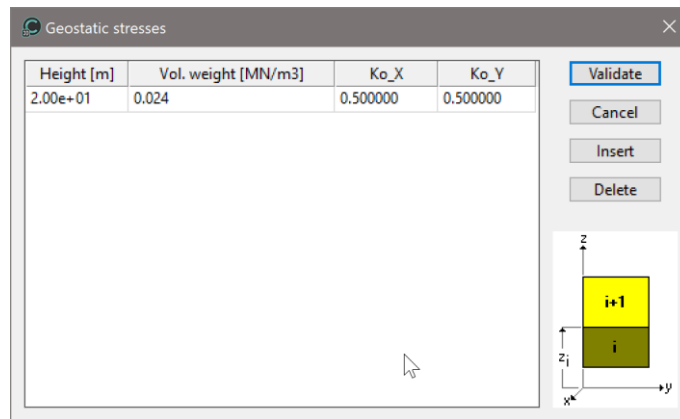 Geostatic stresses
Height [m] Vol. weight [MN/m3] Ko_X Ko_Y
2.00e+01 0.024 0.500000 0.500000
Validate
Cancel
Insert
Delete
z
i+1
i
zi
y
x